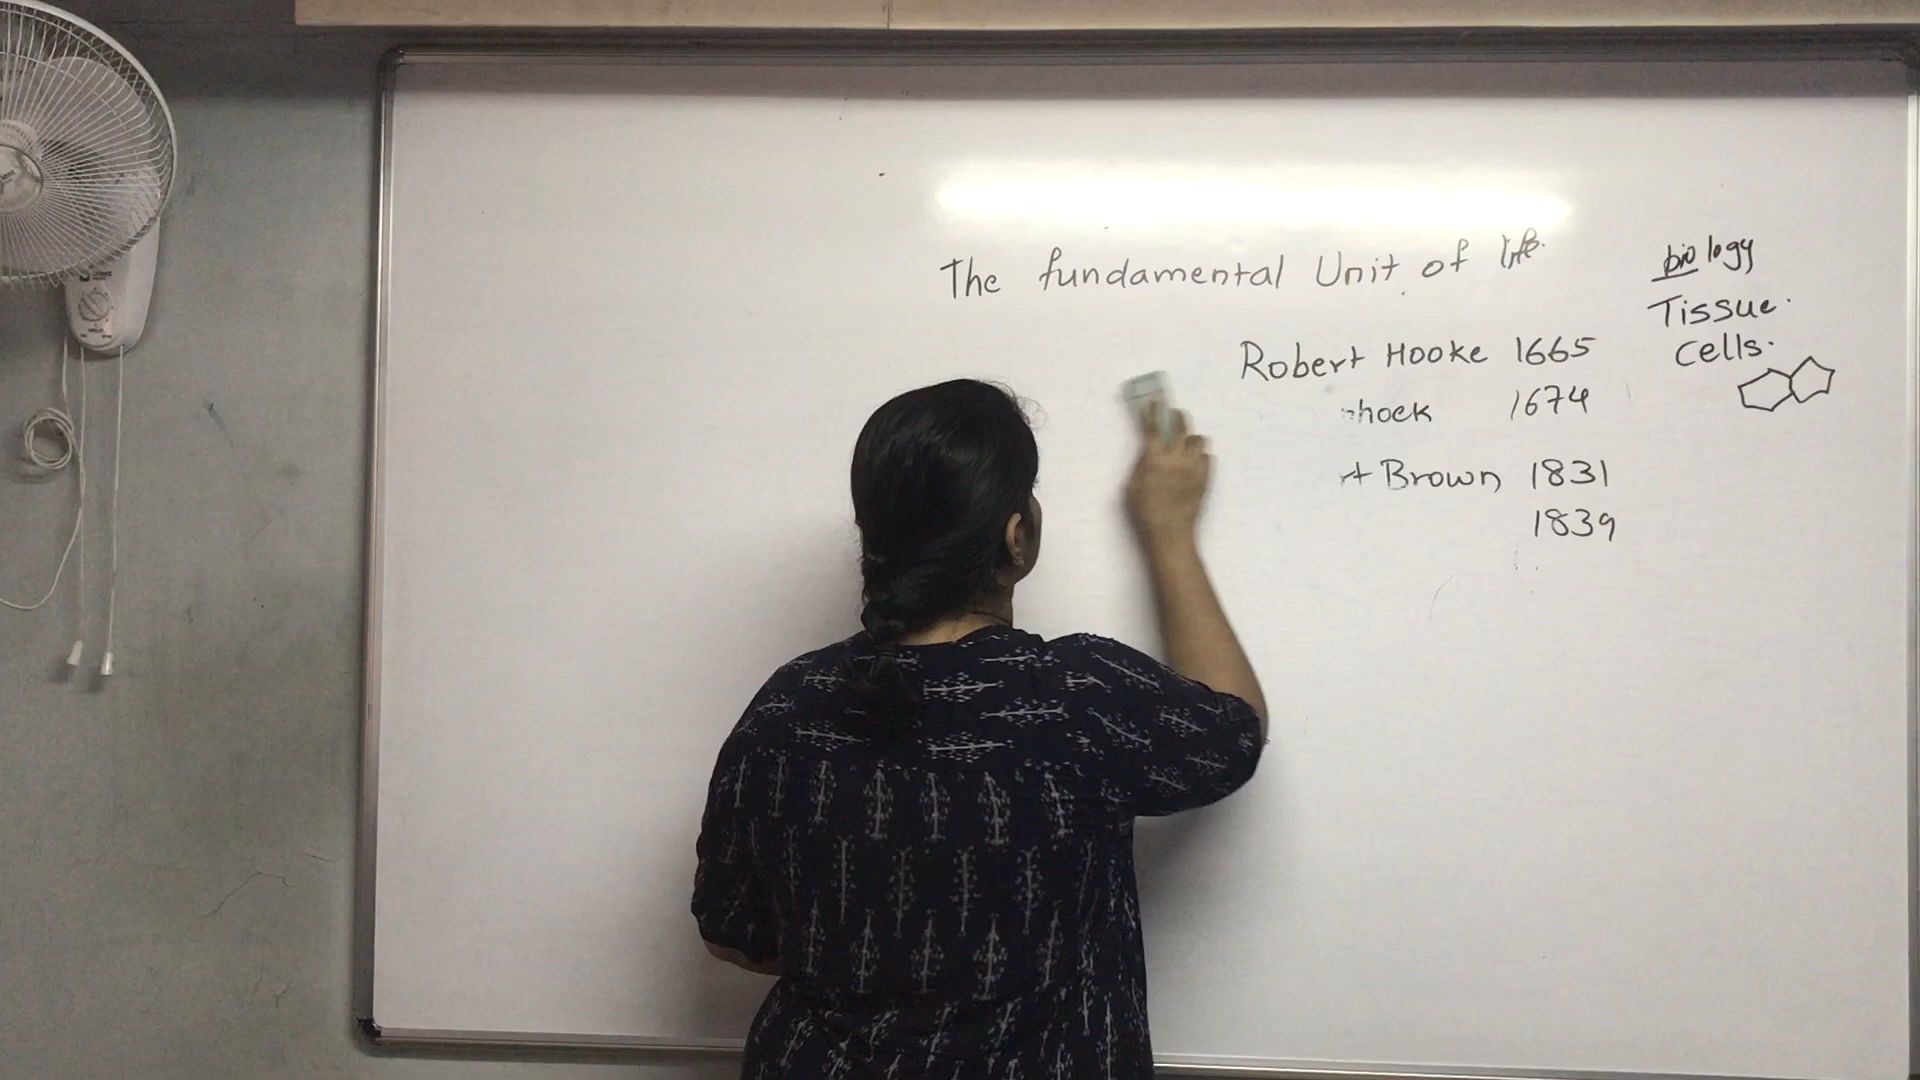 The fundamental Unit of life.
Robert Hooke 1665
hoek 1674
t Brown 1831
1839
biology
Tissue.
Cells.